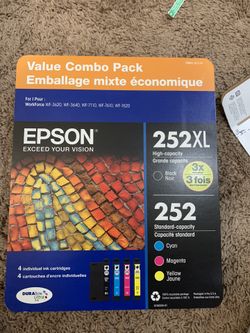 Value Combo Pack
Emballage mixte économique
For / Pour :
WorkForce WF-3620, WF-3640, WF-7110, WF-7610, WF-7620
EPSON
EXCEED YOUR VISION
252XL
High-capacity
Grande capacité
Black
Noir
3x
3 fois
252
Standard-capacity
Capacité standard
Cyan
Magenta
Yellow
Jaune
4 individual ink cartridges
4 cartouches d'encre individuelles
DURABrite
Ultra